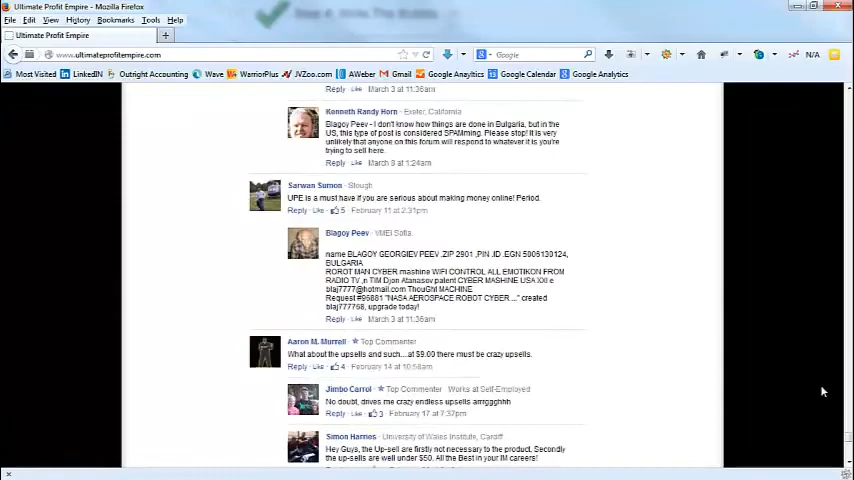 Ultimate Profit Empire - Mozilla Firefox
File Edit View History Bookmarks Tools Help
Ultimate Profit Empire
www.ultimateprofitempire.com
Google
N/A
Most Visited LinkedIN Outright Accounting Wave WarriorPlus JVZoo.com AWeber Gmail Google Anayltics Google Calendar Google Analytics
Reply · Like · March 3 at 11:36am
Kenneth Randy Horn · Exeter, California
Blagoy Peev - I don't know how things are done in Bulgaria, but in the
US, this type of post is considered SPAMming. Please stop! It is very
unlikely that anyone on this forum will respond to whatever it is you're
trying to sell here.
Reply · Like · March 8 at 1:24am
Sarwan Sumon · Slough
UPE is a must have if you are serious about making money online! Period.
Reply · Like · 5 · February 11 at 2:31pm
Blagoy Peev · VMEI Sofia
name BLAGOY GEORGIEV PEEV ,ZIP 2901 ,PIN .ID .EGN 5006130124,
BULGARIA
ROROT MAN CYBER mashine WIFI CONTROL ALL EMOTIKON FROM
RADIO TV ,n TIM Djon Atanasov patent CYBER MASHINE USA XXI e
blaj7777@hotmail.com ThouGht MACHINE
Request #96881 "NASA AEROSPACE ROBOT CYBER ..." created
blaj777768, upgrade today!
Reply · Like · March 3 at 11:36am
Aaron M. Murrell · Top Commenter
What about the upsells and such....at $9.00 there must be crazy upsells.
Reply · Like · 4 · February 14 at 10:58am
Jimbo Carrol · Top Commenter · Works at Self-Employed
No doubt, drives me crazy endless upsells arrrggghhh
Reply · Like · 3 · February 17 at 7:37pm
Simon Harries · University of Wales Institute, Cardiff
Hey Guys, the Up-sell are firstly not necessary to the product, Secondly
the up-sells are well under $50. All the Best in your IM careers!